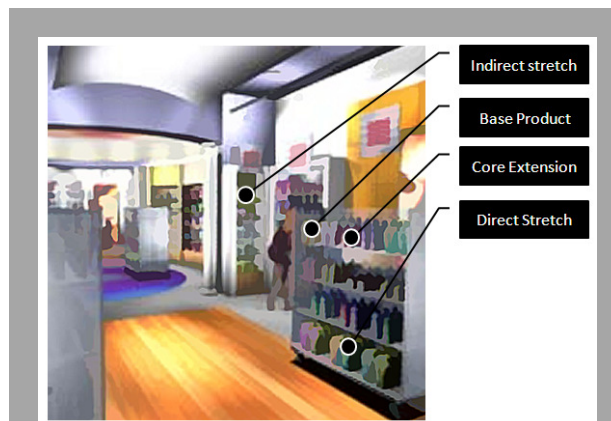 Indirect stretch
Base Product
Core Extension
Direct Stretch